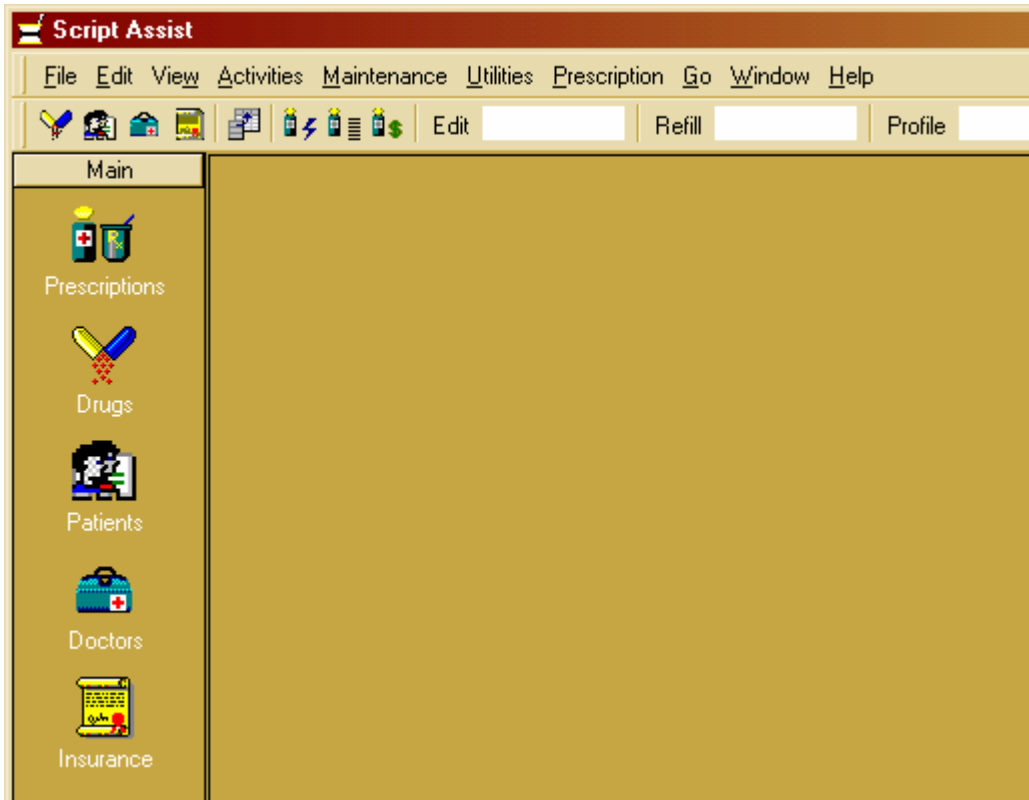 Script Assist
File Edit View Activities Maintenance Utilities Prescription Go Window Help
Edit Refill Profile
Main
Prescriptions
Drugs
Patients
Doctors
Insurance